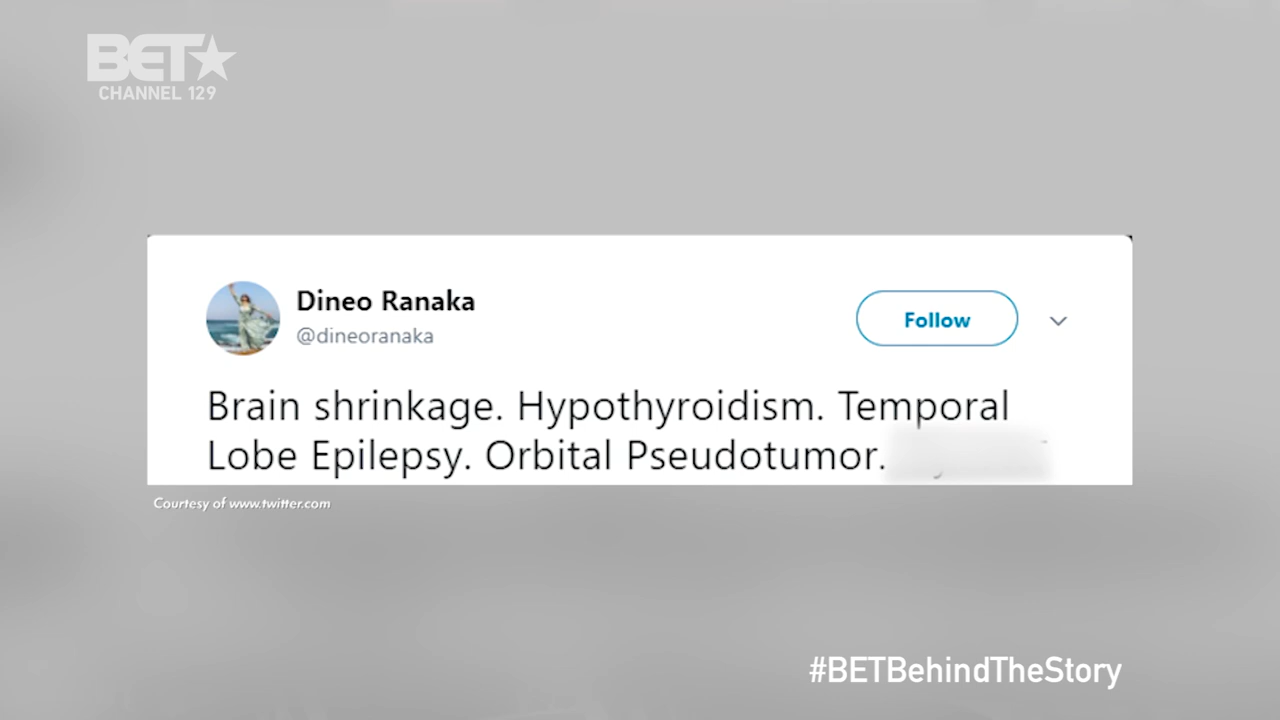 BET
CHANNEL 129
Dineo Ranaka
@dineoranaka
Follow
Brain shrinkage. Hypothyroidism. Temporal
Lobe Epilepsy. Orbital Pseudotumor.
Courtesy of www.twitter.com
#BETBehindTheStory